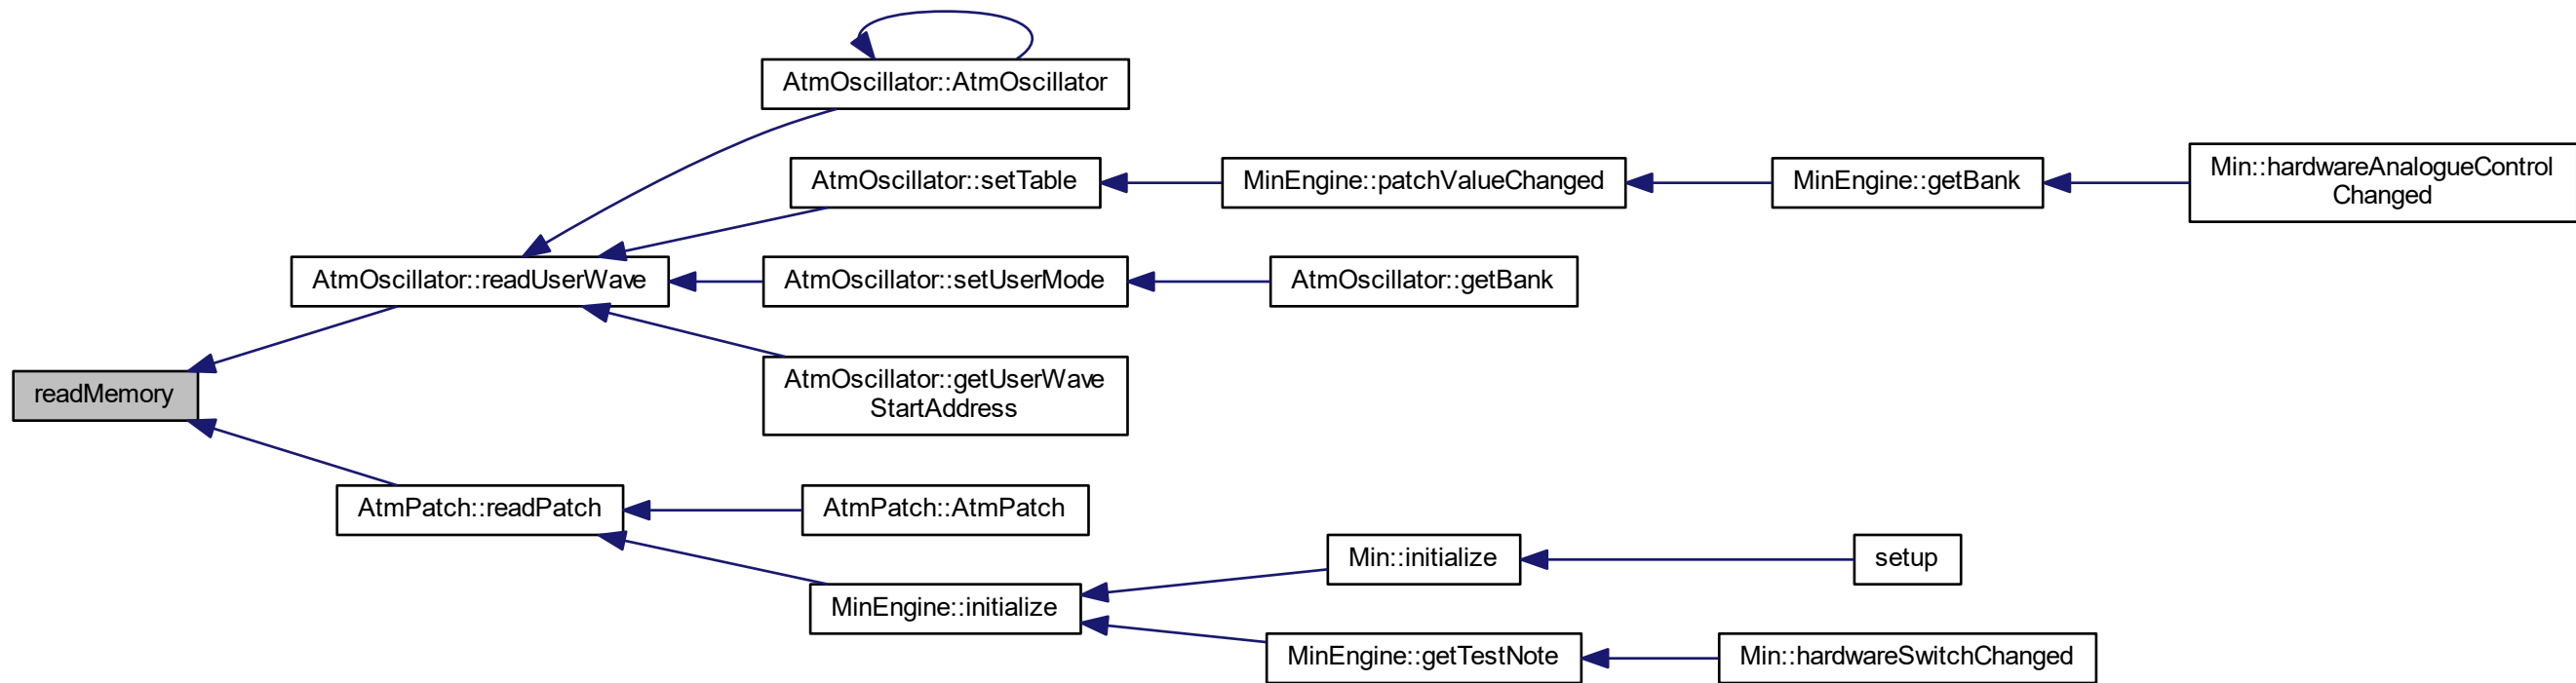 AtmOscillator::AtmOscillator
AtmOscillator::setTable
MinEngine::patchValueChanged
MinEngine::getBank
Min::hardwareAnalogueControl
Changed
AtmOscillator::readUserWave
AtmOscillator::setUserMode
AtmOscillator::getBank
AtmOscillator::getUserWave
StartAddress
readMemory
AtmPatch::readPatch
AtmPatch::AtmPatch
Min::initialize
setup
MinEngine::initialize
MinEngine::getTestNote
Min::hardwareSwitchChanged